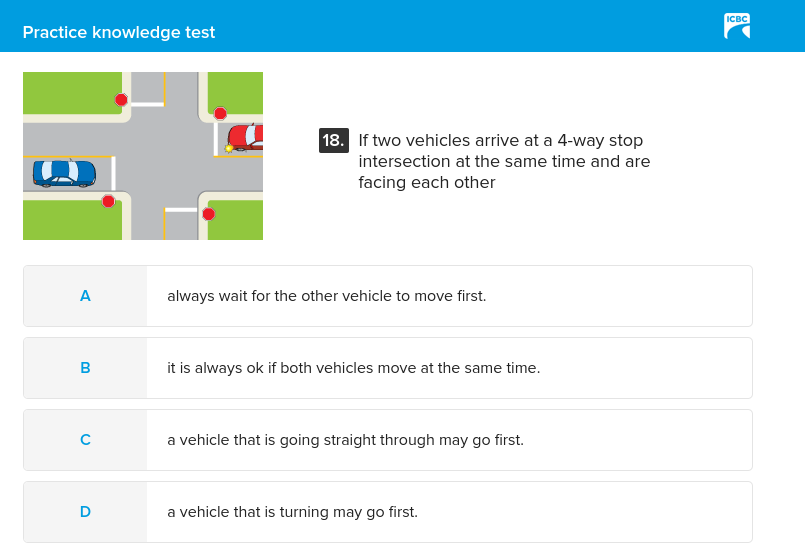 Practice knowledge test
ICBC
18. If two vehicles arrive at a 4-way stop
intersection at the same time and are
facing each other
A always wait for the other vehicle to move first.
B it is always ok if both vehicles move at the same time.
C a vehicle that is going straight through may go first.
D a vehicle that is turning may go first.